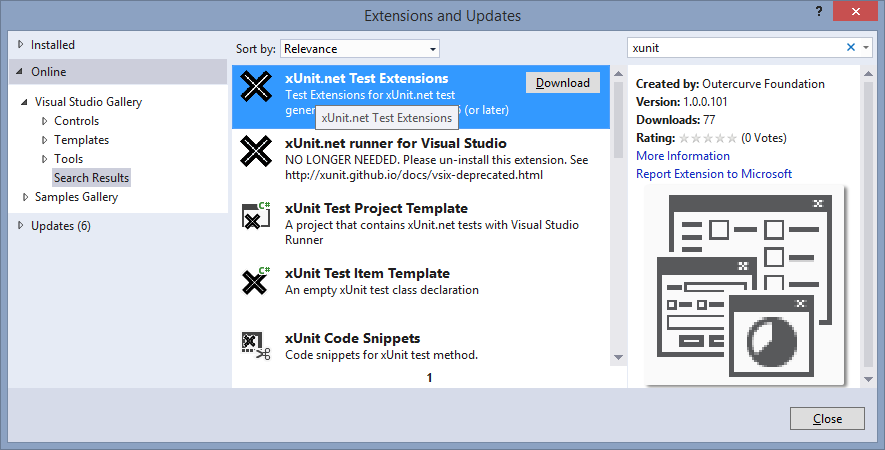 Extensions and Updates
?
Installed
Online
Visual Studio Gallery
Controls
Templates
Tools
Search Results
Samples Gallery
Updates (6)
Sort by: Relevance
xUnit.net Test Extensions
Download
Test Extensions for xUnit.net test
(or later)
xUnit.net Test Extensions
xUnit.net runner for Visual Studio
NO LONGER NEEDED. Please un-install this extension. See
http://xunit.github.io/docs/vsix-deprecated.html
C#
xUnit Test Project Template
A project that contains xUnit.net tests with Visual Studio
Runner
C#
xUnit Test Item Template
An empty xUnit test class declaration
xUnit Code Snippets
Code snippets for xUnit test method.
1
xunit
Created by: Outercurve Foundation
Version: 1.0.0.101
Downloads: 77
Rating: (0 Votes)
More Information
Report Extension to Microsoft
Close